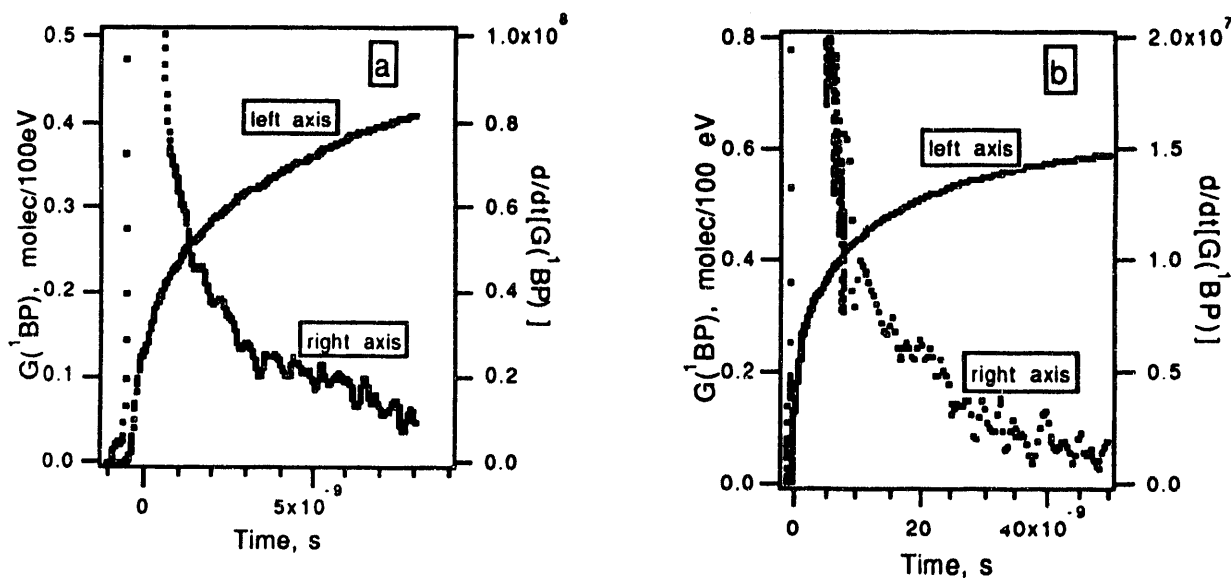 a
left axis
right axis
G(¹BP), molec/100eV
0.5
0.4
0.3
0.2
0.1
0.0
1.0x10⁸
0.8
0.6
0.4
0.2
0.0
d/dt[G(¹BP)]
0
5x10⁻⁹
Time, s
b
left axis
right axis
G(¹BP), molec/100 eV
0.8
0.6
0.4
0.2
0.0
2.0x10⁷
1.5
1.0
0.5
0.0
d/dt[G(¹BP)]
0
20
40x10⁻⁹
Time, s